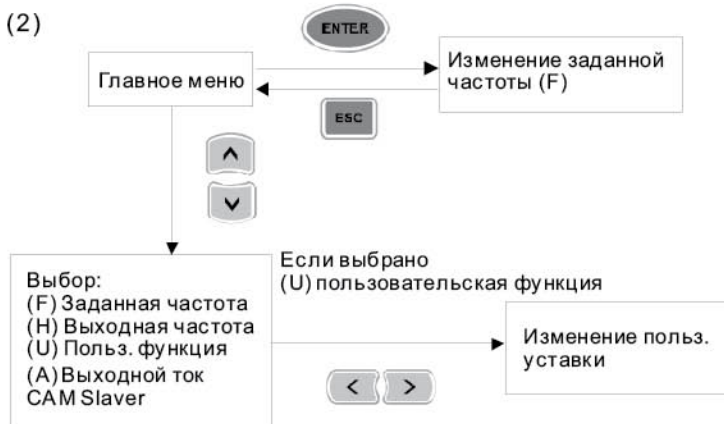 (2)
ENTER
Главное меню
Изменение заданной
частоты (F)
ESC
Выбор:
(F) Заданная частота
(H) Выходная частота
(U) Польз. функция
(A) Выходной ток
CAM Slaver
Если выбрано
(U) пользовательская функция
Изменение польз.
уставки